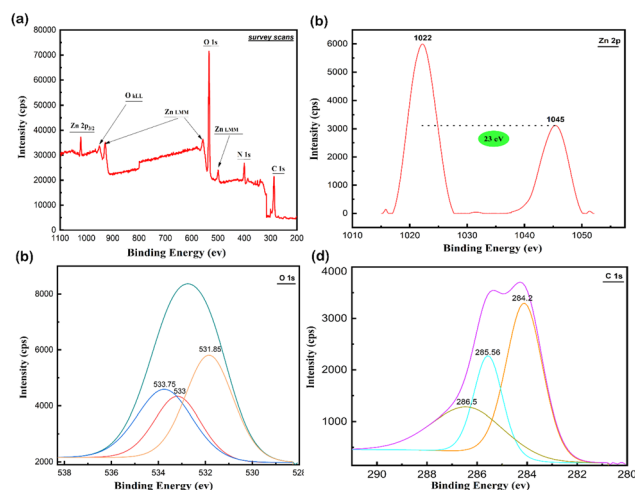 (a)
survey scans
O 1s
O KLL
Zn 2p3/2
Zn LMM
Zn LMM
N 1s
C 1s
80000
70000
60000
50000
40000
30000
20000
10000
0
Intensity (cps)
1100 1000 900 800 700 600 500 400 300 200
Binding Energy (ev)
(b)
Zn 2p
1022
1045
23 eV
7000
6000
5000
4000
3000
2000
1000
0
Intensity (cps)
1010 1020 1030 1040 1050
Binding Energy (ev)
(b)
O 1s
531.85
533.75
533
8000
6000
4000
2000
Intensity (cps)
538 536 534 532 530 528
Binding Energy (ev)
(d)
C 1s
284.2
285.56
286.5
4000
3000
2000
1000
0
Intensity (cps)
290 288 286 284 282 280
Binding Energy (ev)